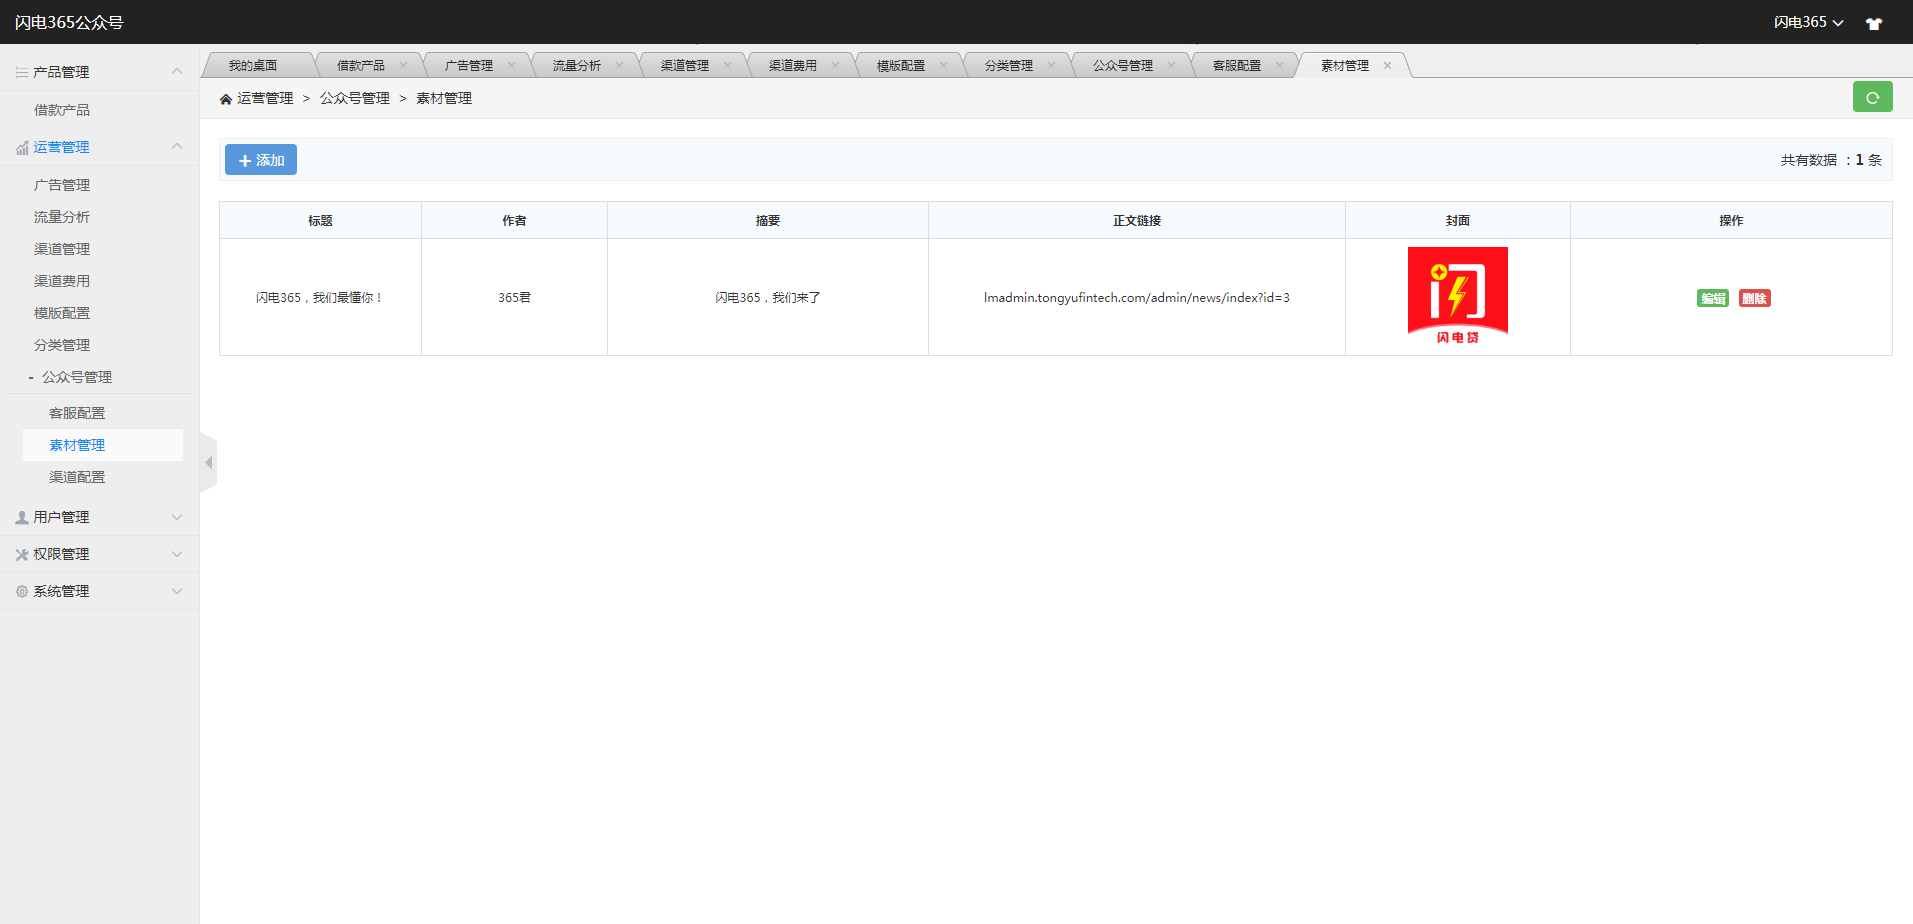 闪电365公众号
闪电365
产品管理
借款产品
运营管理
广告管理
流量分析
渠道管理
渠道费用
模版配置
分类管理
- 公众号管理
客服配置
素材管理
渠道配置
用户管理
权限管理
系统管理
我的桌面 借款产品 广告管理 流量分析 渠道管理 渠道费用 模版配置 分类管理 公众号管理 客服配置 素材管理
运营管理 > 公众号管理 > 素材管理
添加
共有数据 ：1 条
标题 作者 摘要 正文链接 封面 操作
闪电365，我们最懂你！ 365君 闪电365，我们来了 lmadmin.tongyufintech.com/admin/news/index?id=3 编辑 删除
闪
闪电贷